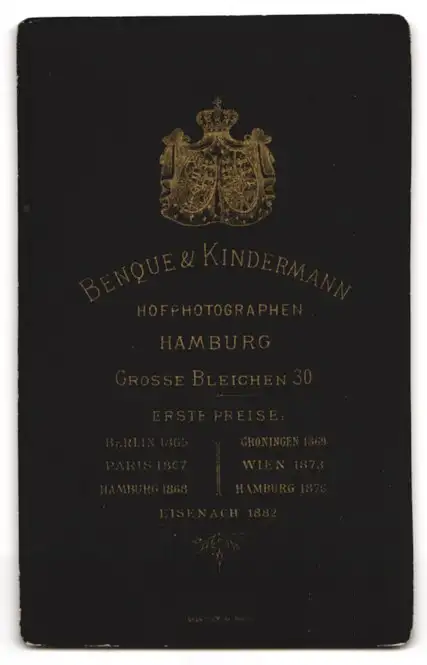 BENQUE & KINDERMANN
HOFPHOTOGRAPHEN
HAMBURG
GROSSE BLEICHEN 30
ERSTE PREISE:
BERLIN 1865 GRONINGEN 1869
PARIS 1867 WIEN 1873
HAMBURG 1868 HAMBURG 1876
EISENACH 1882